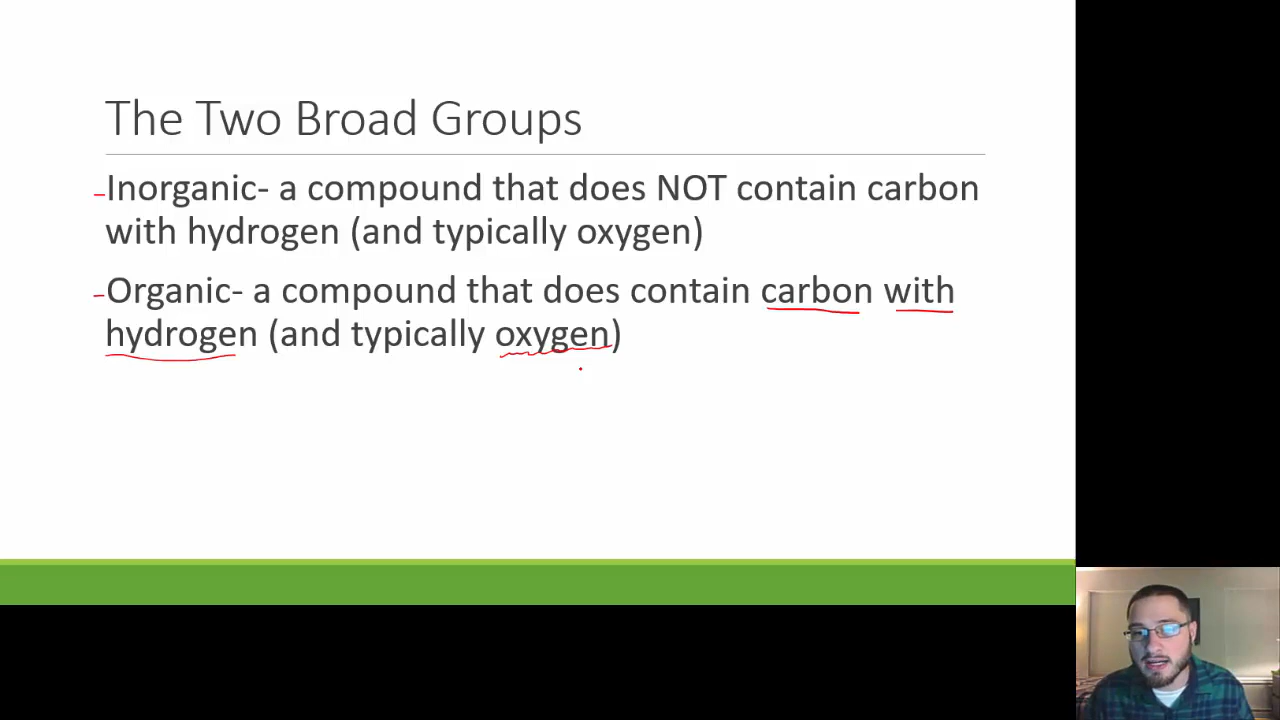 The Two Broad Groups
-Inorganic- a compound that does NOT contain carbon
with hydrogen (and typically oxygen)
-Organic- a compound that does contain carbon with
hydrogen (and typically oxygen)